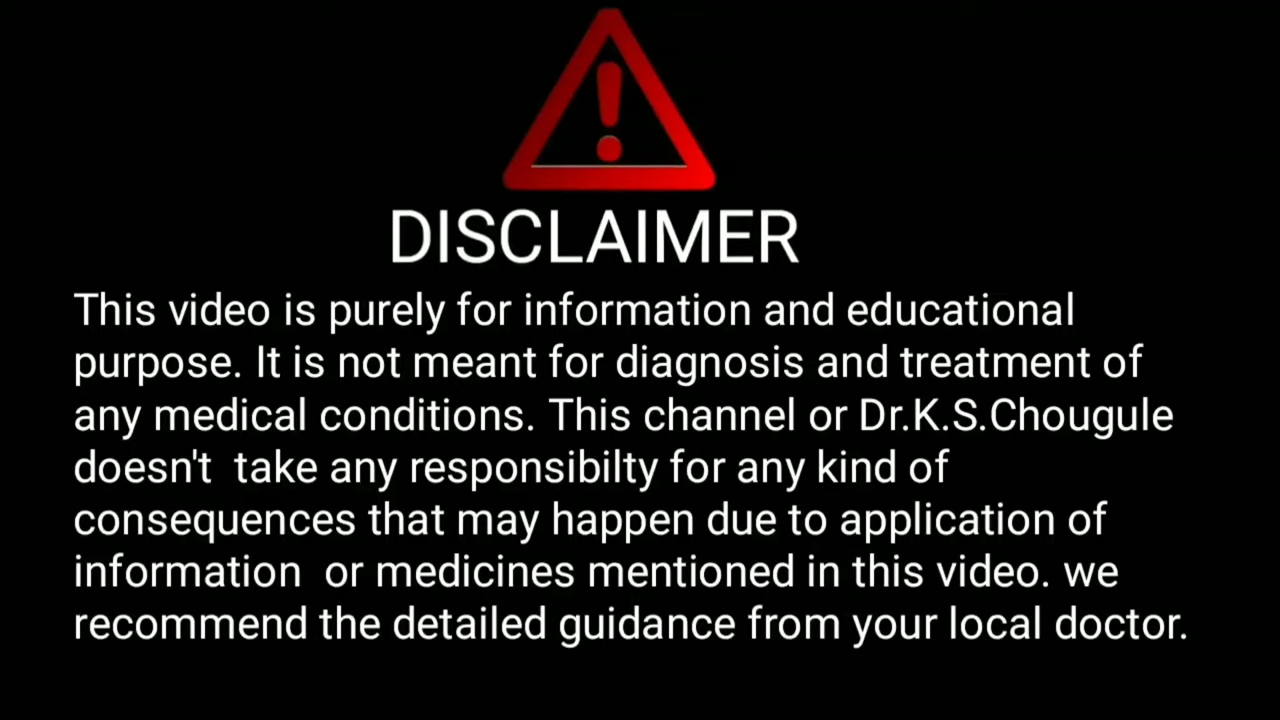 DISCLAIMER
This video is purely for information and educational
purpose. It is not meant for diagnosis and treatment of
any medical conditions. This channel or Dr.K.S.Chougule
doesn't  take any responsibilty for any kind of
consequences that may happen due to application of
information  or medicines mentioned in this video. we
recommend the detailed guidance from your local doctor.